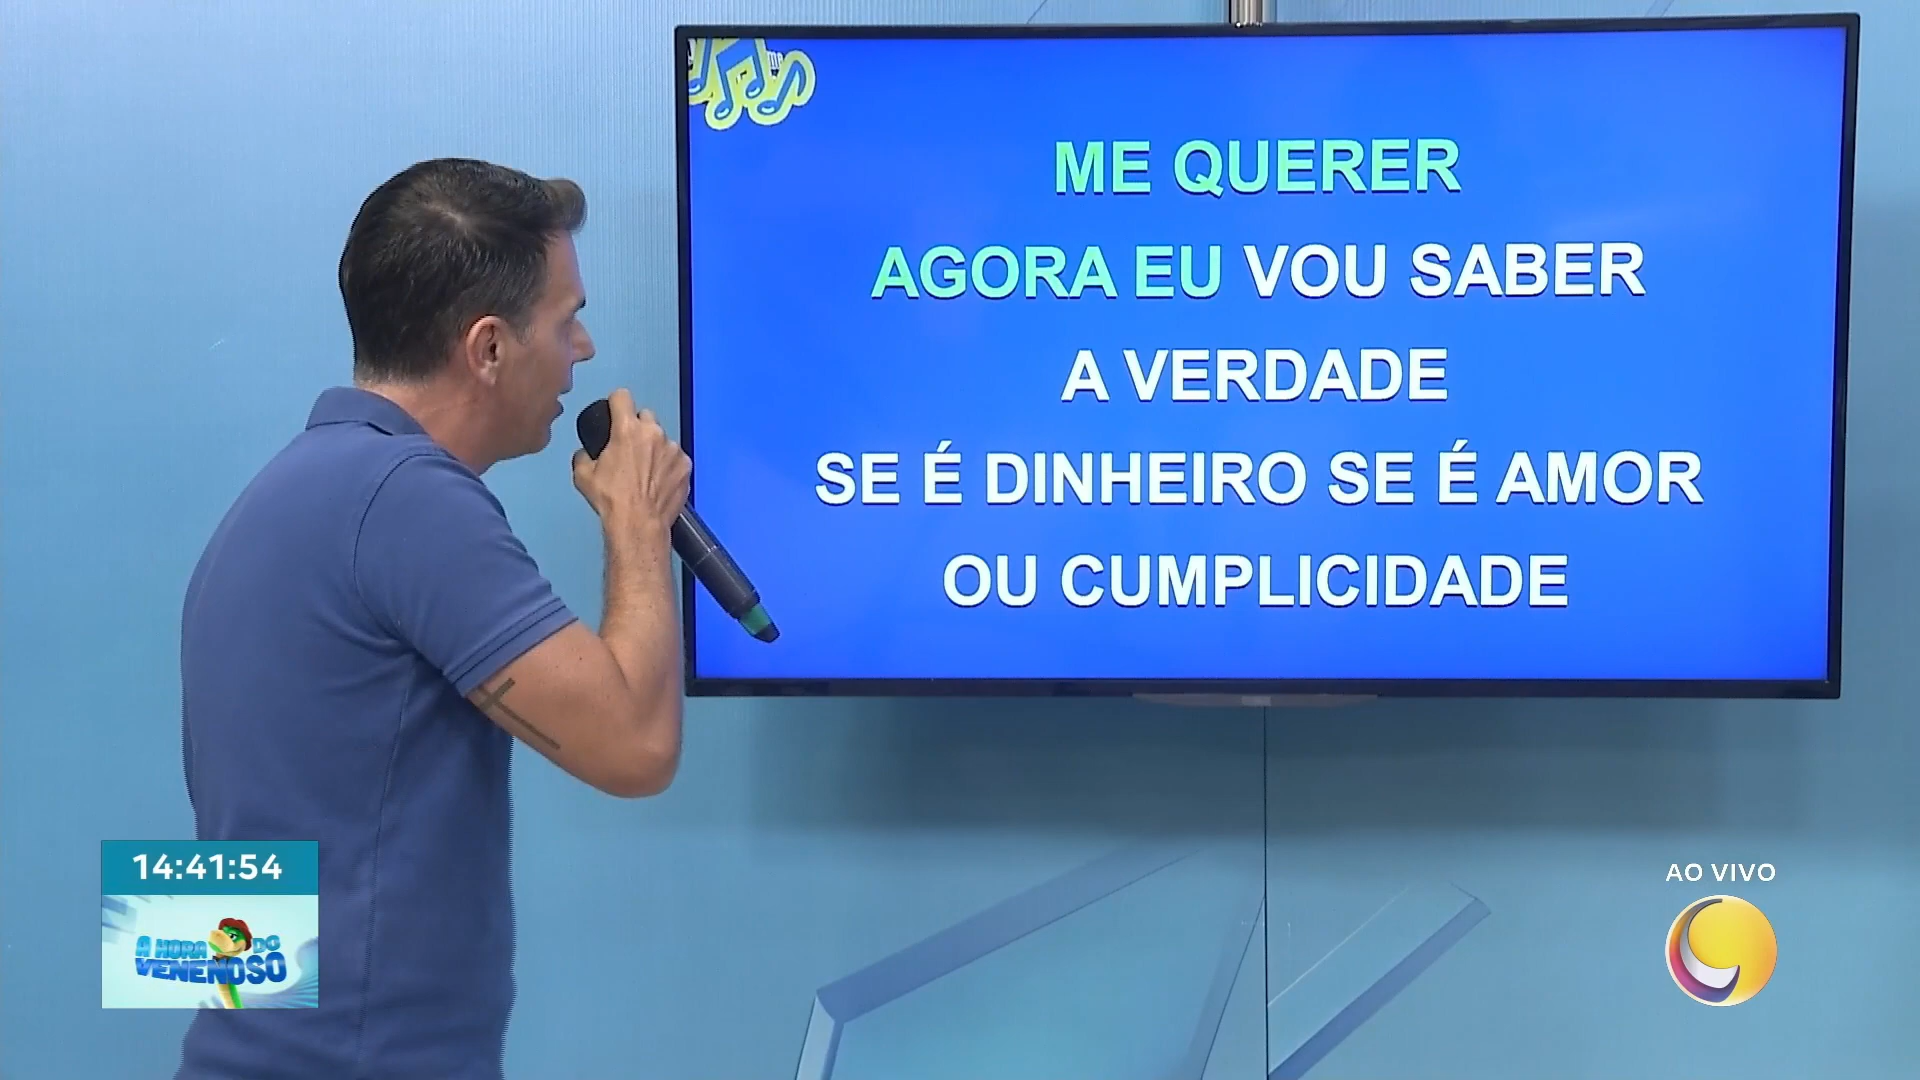 ME QUERER
AGORA EU VOU SABER
A VERDADE
SE É DINHEIRO SE É AMOR
OU CUMPLICIDADE
14:41:54
A HORA DO
VENENOSO
AO VIVO